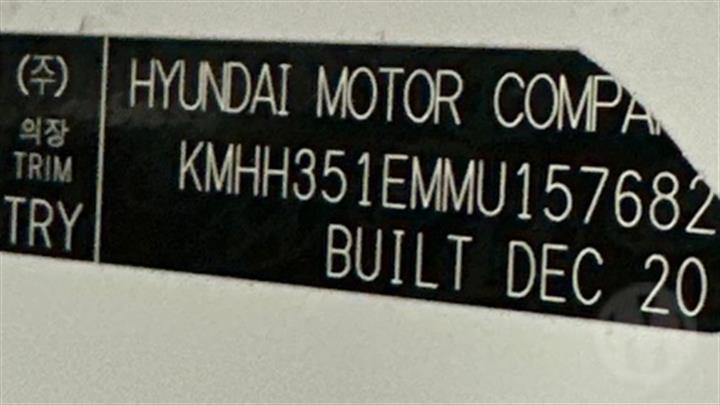 (주)
의장
TRIM
TRY
HYUNDAI MOTOR COMPA
KMHH351EMMU157682
BUILT DEC 20